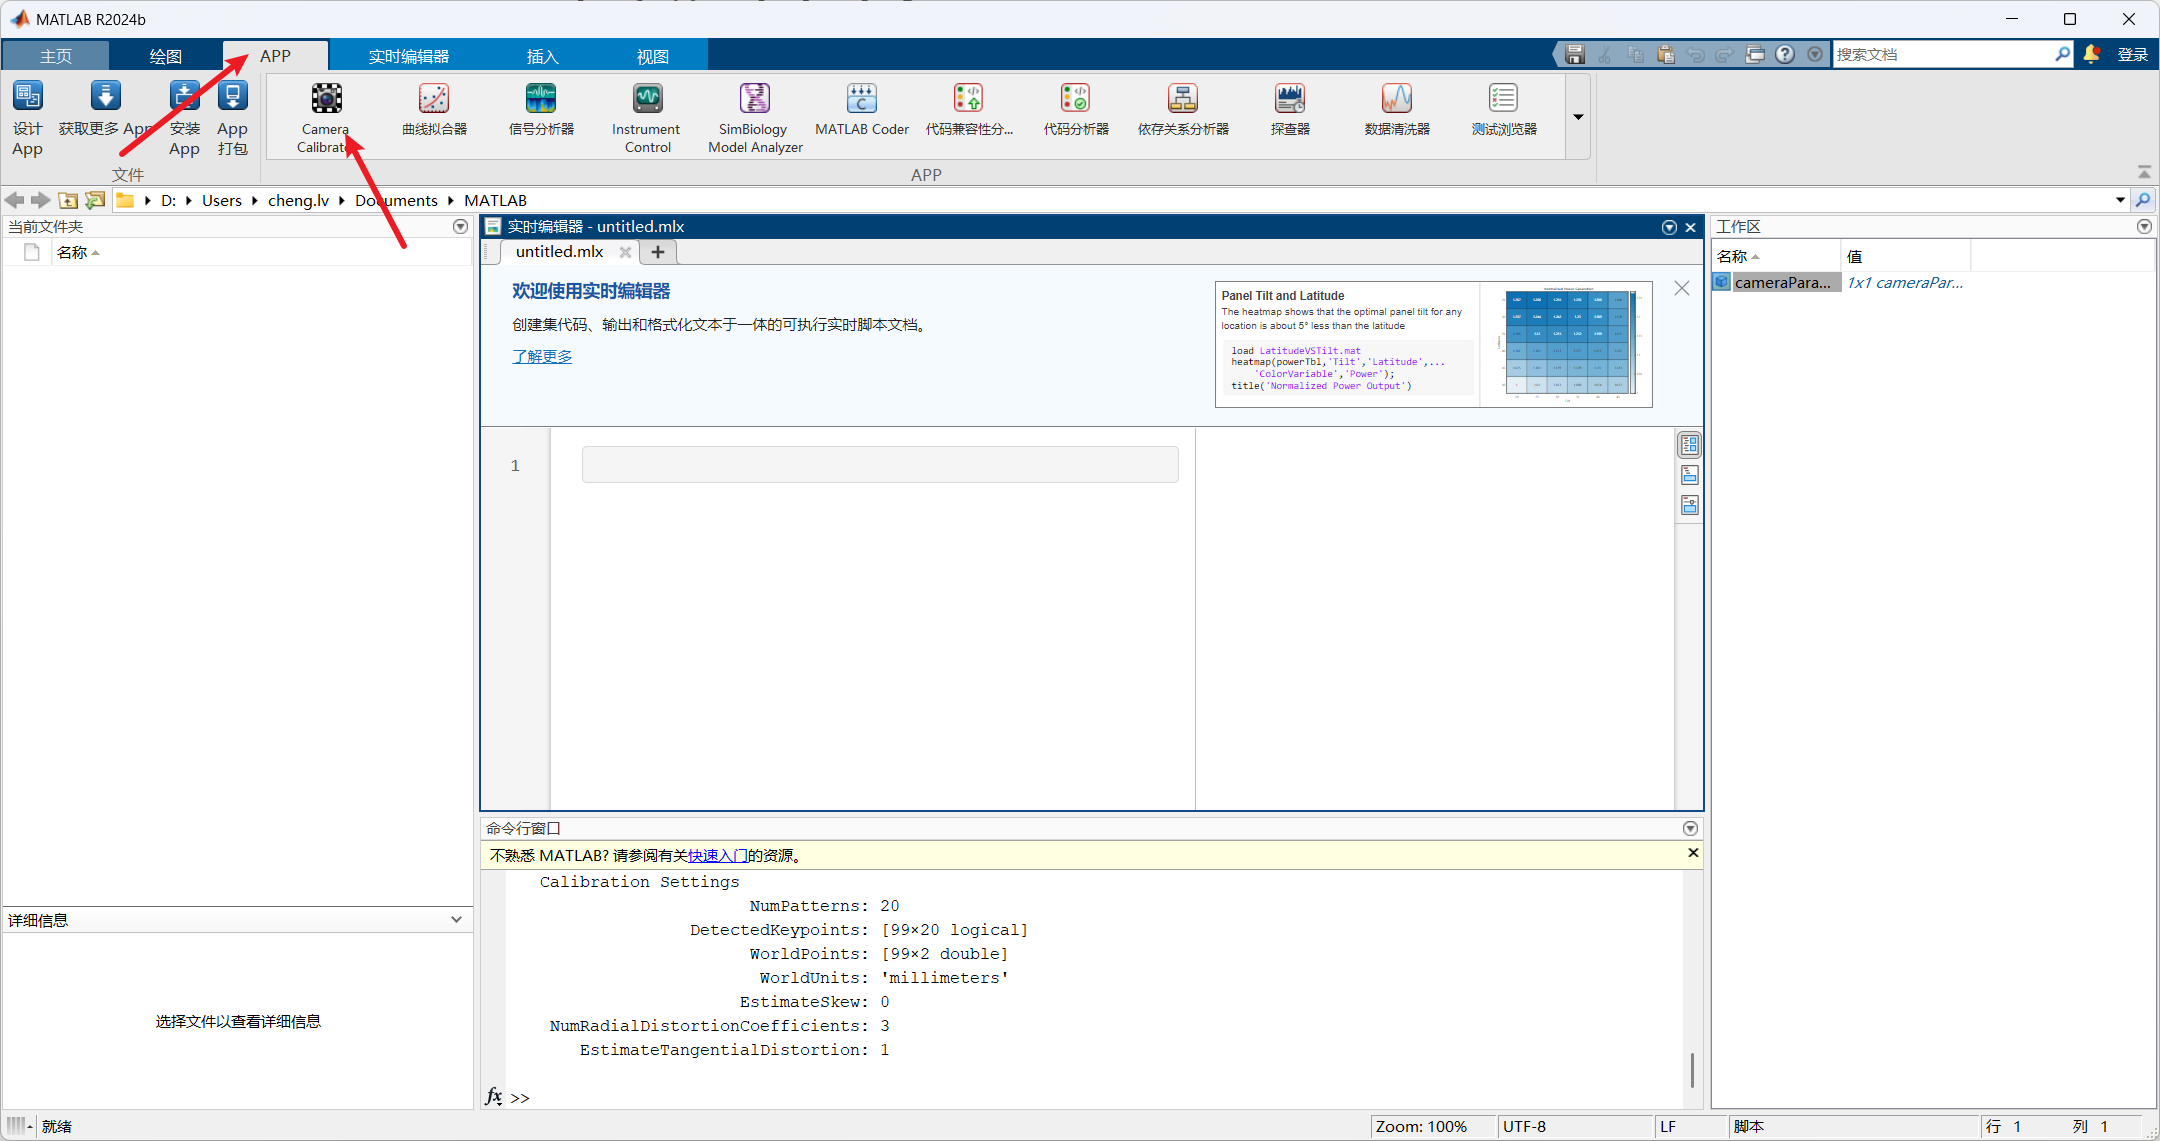 MATLAB R2024b
主页 绘图 APP 实时编辑器 插入 视图
搜索文档 登录
设计 App
获取更多 App
安装 App
App 打包
Camera
曲线拟合器
信号分析器
Instrument Control
SimBiology Model Analyzer
MATLAB Coder
代码兼容性分...
代码分析器
依存关系分析器
探查器
数据清洗器
测试浏览器
文件 APP
D: Users cheng.lv Documents MATLAB
当前文件夹
名称
实时编辑器 - untitled.mlx
untitled.mlx
欢迎使用实时编辑器
创建集代码、输出和格式化文本于一体的可执行实时脚本文档。
了解更多
Panel Tilt and Latitude
The heatmap shows that the optimal panel tilt for any
location is about 5° less than the latitude
load LatitudeVSTilt.mat
heatmap(powerTbl,'Tilt','Latitude',...
'ColorVariable','Power');
title('Normalized Power Output')
1
工作区
名称 值
cameraPara... 1x1 cameraPar...
命令行窗口
不熟悉 MATLAB? 请参阅有关快速入门的资源。
Calibration Settings
NumPatterns: 20
DetectedKeypoints: [99×20 logical]
WorldPoints: [99×2 double]
WorldUnits: 'millimeters'
EstimateSkew: 0
NumRadialDistortionCoefficients: 3
EstimateTangentialDistortion: 1
fx >>
详细信息
选择文件以查看详细信息
就绪
Zoom: 100% UTF-8 LF 脚本 行 1 列 1